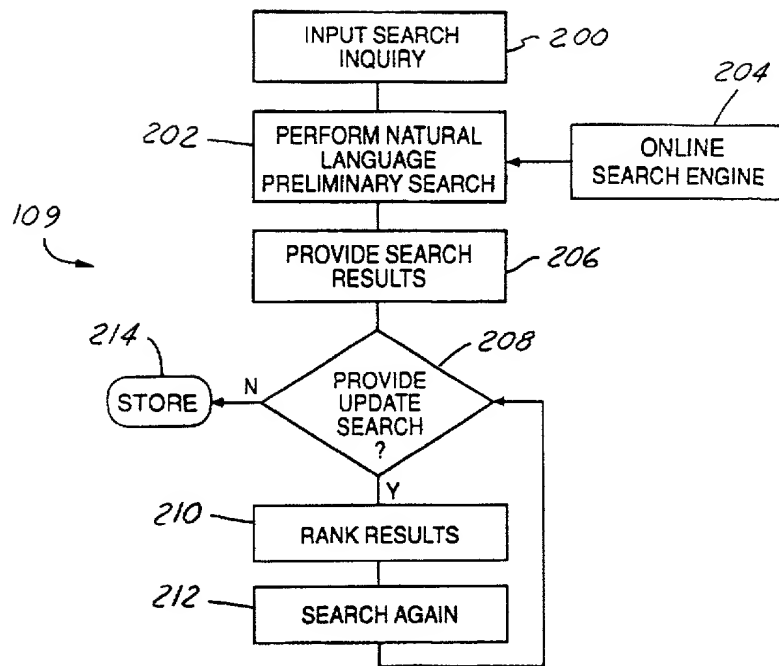 INPUT SEARCH
INQUIRY
200
204
202
PERFORM NATURAL
LANGUAGE
PRELIMINARY SEARCH
ONLINE
SEARCH ENGINE
109
PROVIDE SEARCH
RESULTS
206
214
208
STORE
N
PROVIDE
UPDATE
SEARCH
?
Y
210
RANK RESULTS
212
SEARCH AGAIN